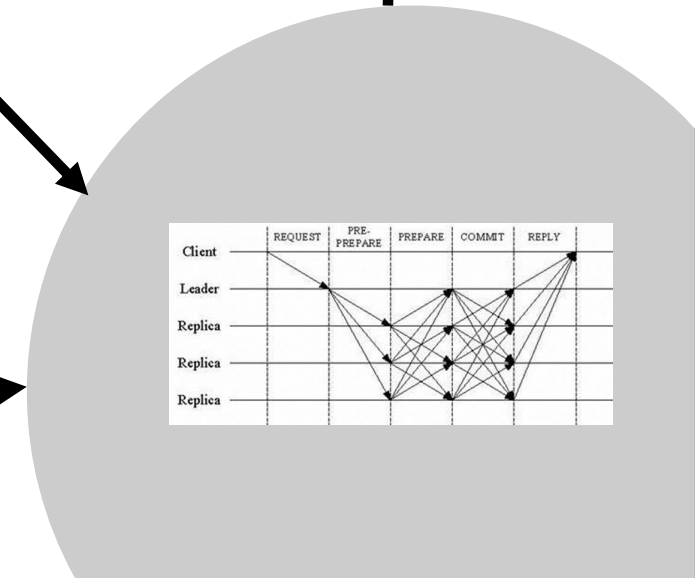 REQUEST PRE-PREPARE PREPARE COMMIT REPLY
Client
Leader
Replica
Replica
Replica